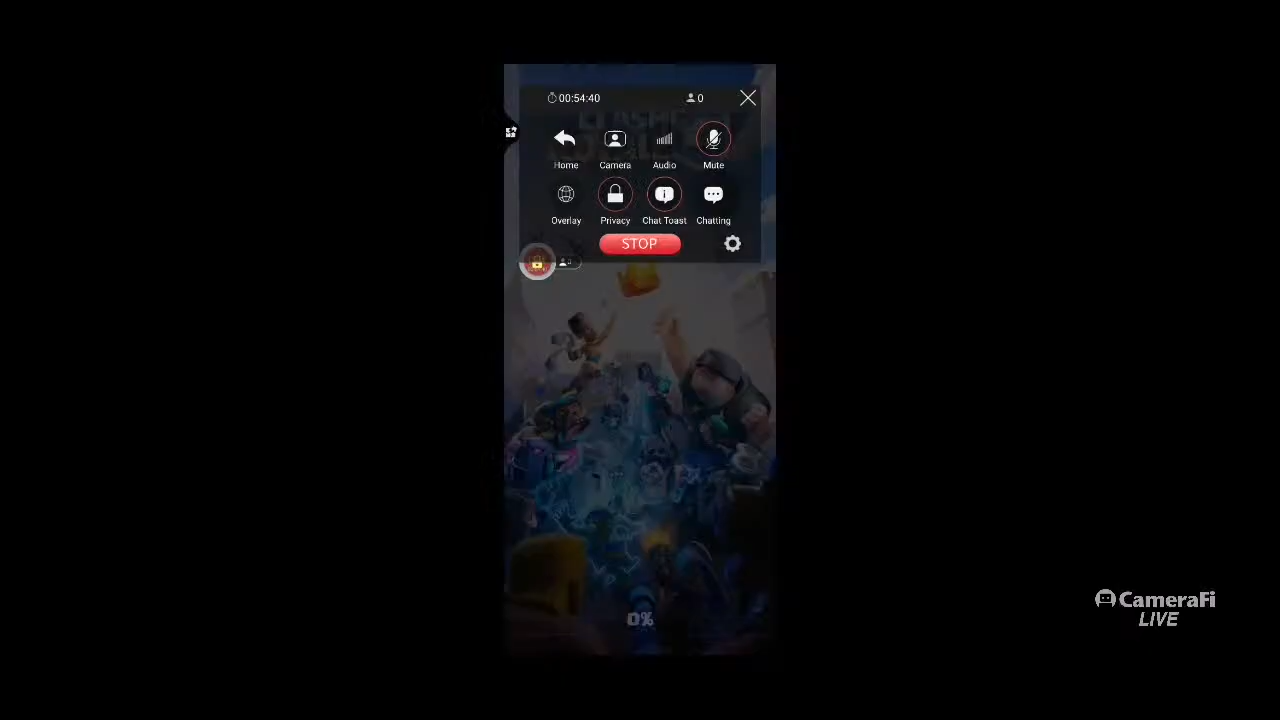 00:54:40 0
Home Camera Audio Mute
Overlay Privacy Chat Toast Chatting
STOP
0%
CameraFi
LIVE